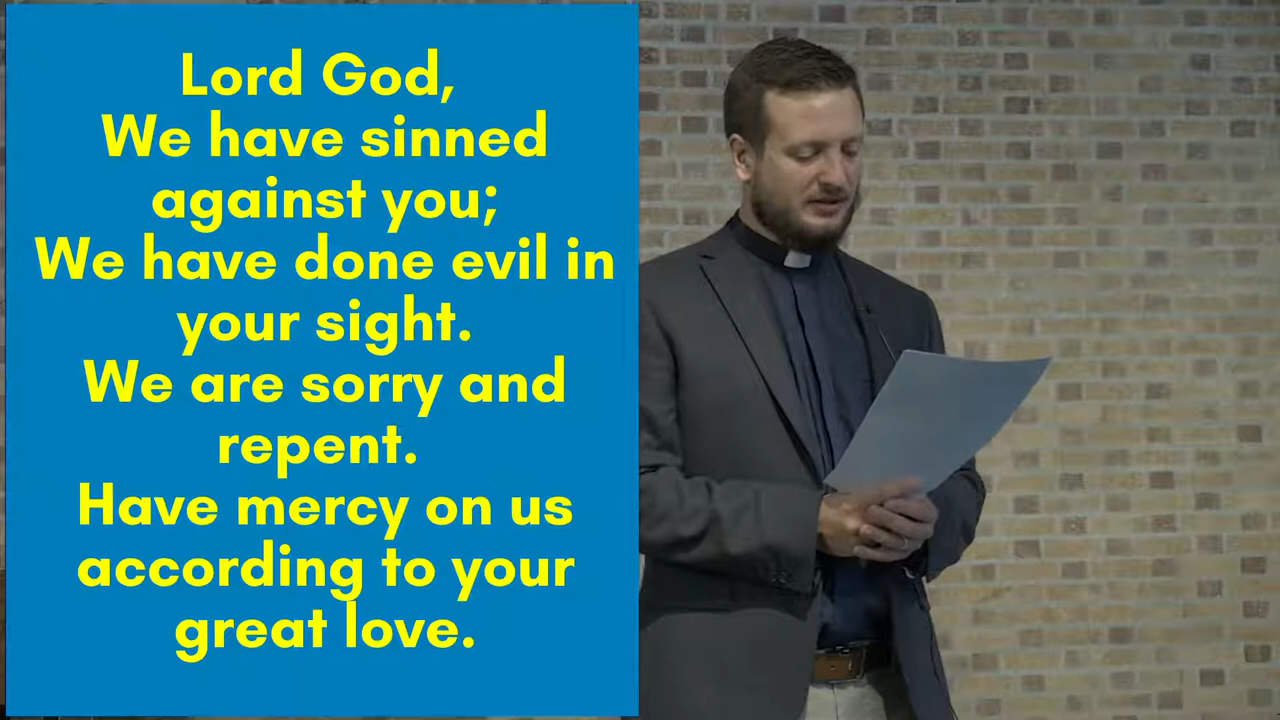 Lord God,
We have sinned
against you;
We have done evil in
your sight.
We are sorry and
repent.
Have mercy on us
according to your
great love.